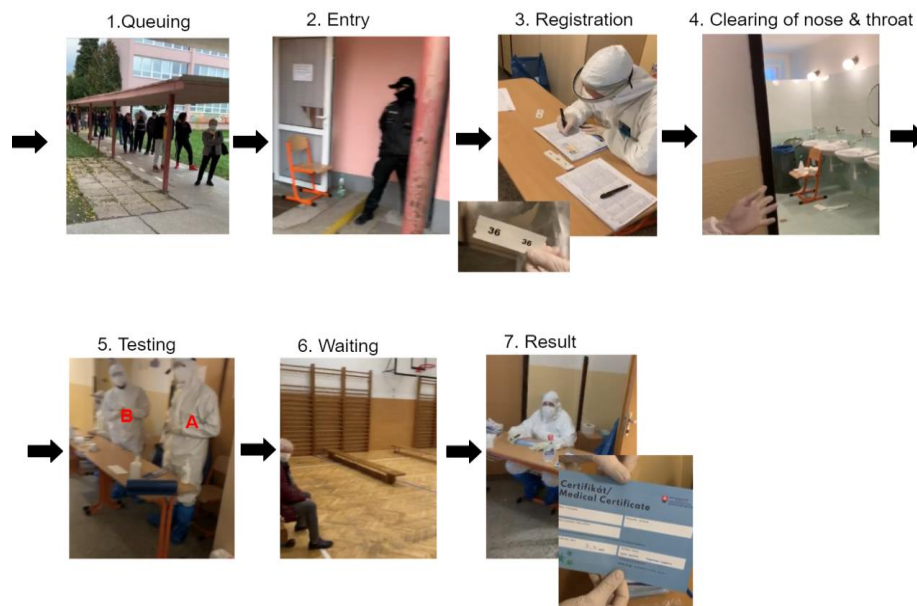 1.Queuing
2. Entry
3. Registration
4. Clearing of nose & throat
36
36
5. Testing
6. Waiting
7. Result
B
A
Certifikát/
Medical Certificate